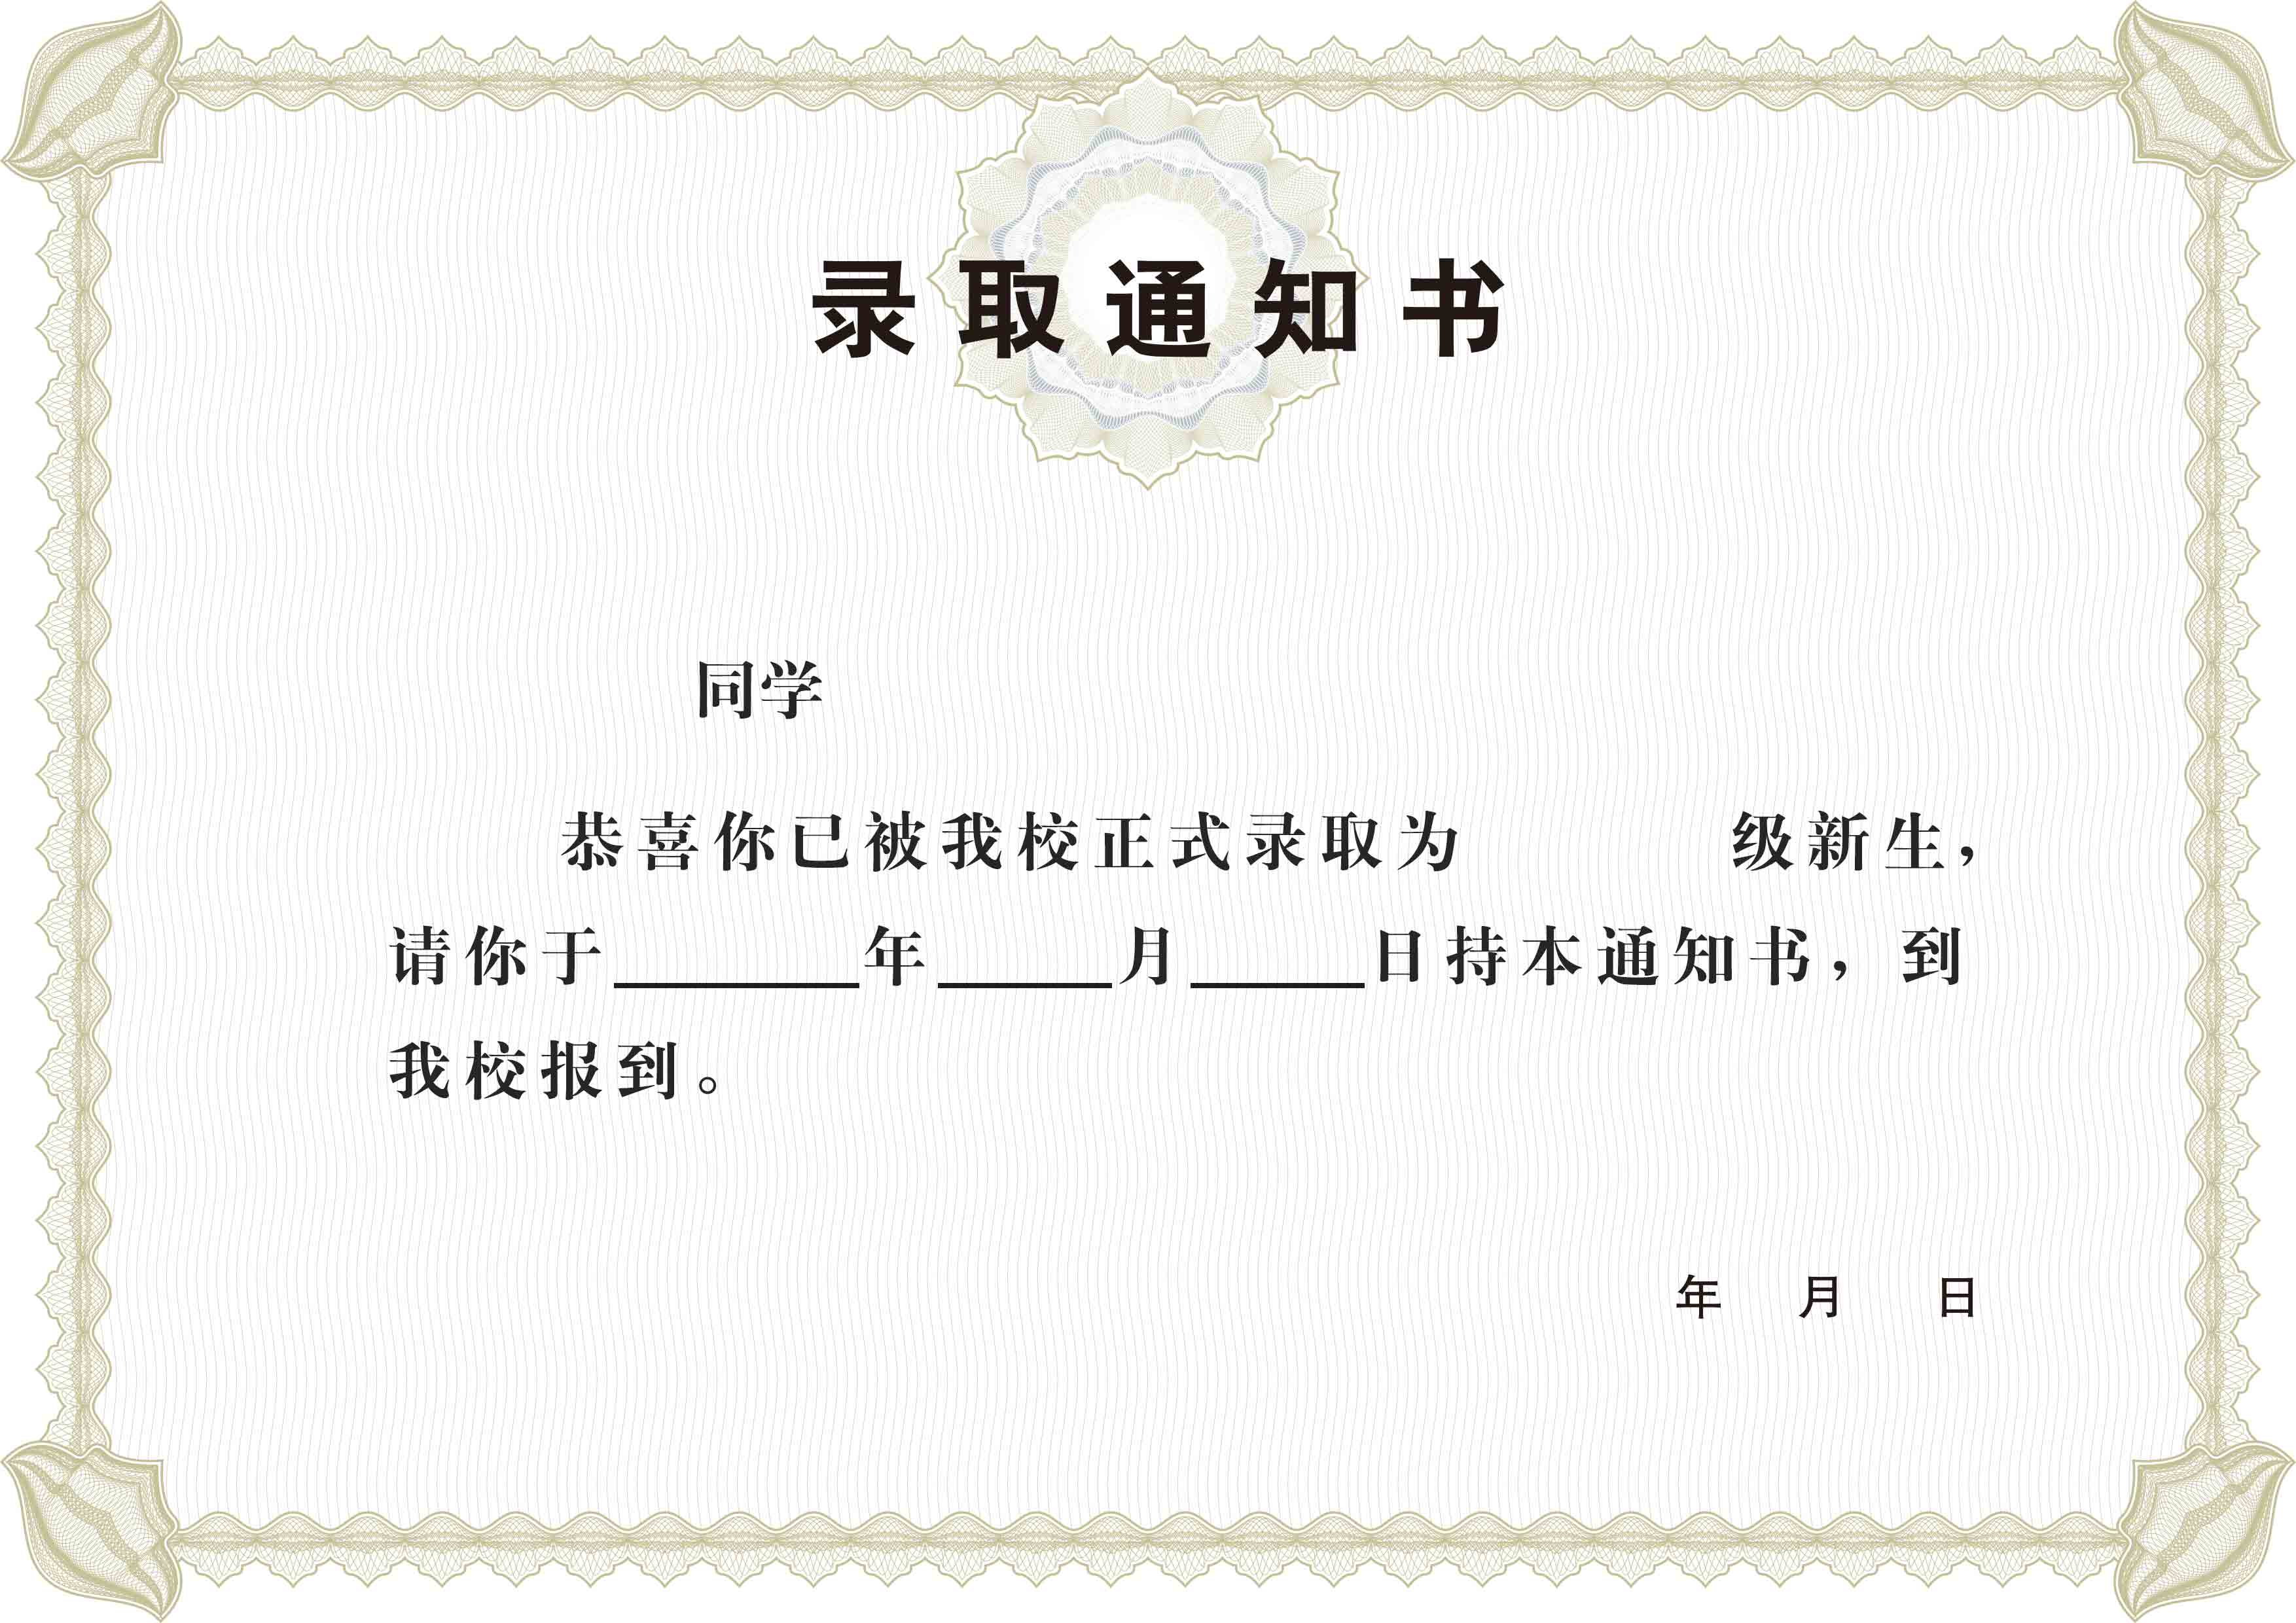 录取通知书
同学
恭喜你已被我校正式录取为 级新生，
请你于________年______月______日持本通知书，到
我校报到。
年 月 日